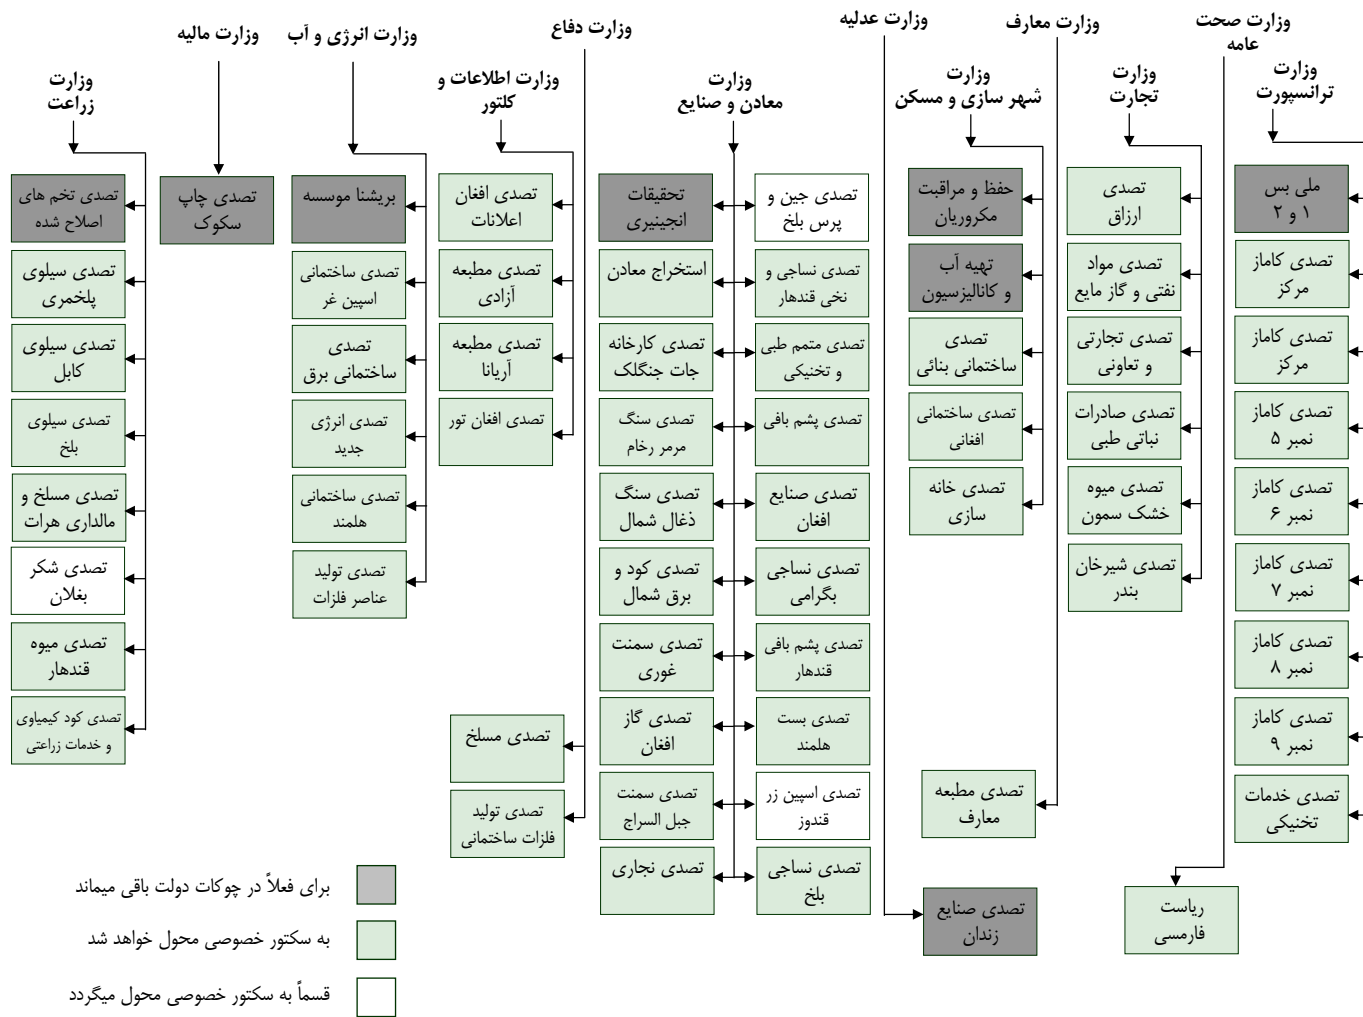 وزارت صحت
عامه
ریاست
فارمسی
وزارت
ترانسپورت
ملی بس
۱ و ۲
تصدی کاماز
مرکز
تصدی کاماز
مرکز
تصدی کاماز
نمبر ۵
تصدی کاماز
نمبر ۶
تصدی کاماز
نمبر ۷
تصدی کاماز
نمبر ۸
تصدی کاماز
نمبر ۹
تصدی خدمات
تخنیکی
وزارت معارف
تصدی مطبعه
معارف
وزارت
تجارت
تصدی
ارزاق
تصدی مواد
نفتی و گاز مایع
تصدی تجارتی
و تعاونی
تصدی صادرات
نباتی طبی
تصدی میوه
خشک سمون
تصدی شیرخان
بندر
وزارت
شهر سازی و مسکن
حفظ و مراقبت
مکروریان
تهیه آب
و کانالیزسیون
تصدی
ساختمانی بنائی
تصدی ساختمانی
افغانی
تصدی خانه
سازی
وزارت عدلیه
تصدی صنایع
زندان
وزارت
معادن و صنایع
تصدی جین و
پرس بلخ
تصدی نساجی و
نخی قندهار
تصدی متمم طبی
و تخنیکی
تصدی پشم بافی
تصدی صنایع
افغان
تصدی نساجی
بگرامی
تصدی پشم بافی
قندهار
تصدی بست
هلمند
تصدی اسپین زر
قندوز
تصدی نساجی
بلخ
تحقیقات
انجینیری
استخراج معادن
تصدی کارخانه
جات جنگلک
تصدی سنگ
مرمر رخام
تصدی سنگ
ذغال شمال
تصدی کود و
برق شمال
تصدی سمنت
غوری
تصدی گاز
افغان
تصدی سمنت
جبل السراج
تصدی نجاری
وزارت دفاع
تصدی مسلخ
تصدی تولید
فلزات ساختمانی
وزارت اطلاعات و
کلتور
تصدی افغان
اعلانات
تصدی مطبعه
آزادی
تصدی مطبعه
آریانا
تصدی افغان تور
وزارت انرژی و آب
بریشنا موسسه
تصدی ساختمانی
اسپین غر
تصدی
ساختمانی برق
تصدی انرژی
جدید
تصدی ساختمانی
هلمند
تصدی تولید
عناصر فلزات
وزارت مالیه
تصدی چاپ
سکوک
وزارت
زراعت
تصدی تخم های
اصلاح شده
تصدی سیلوی
پلخمری
تصدی سیلوی
کابل
تصدی سیلوی
بلخ
تصدی مسلخ و
مالداری هرات
تصدی شکر
بغلان
تصدی میوه
قندهار
تصدی کود کیمیاوی
و خدمات زراعتی
برای فعلاً در چوکات دولت باقی میماند
به سکتور خصوصی محول خواهد شد
قسماً به سکتور خصوصی محول میگردد